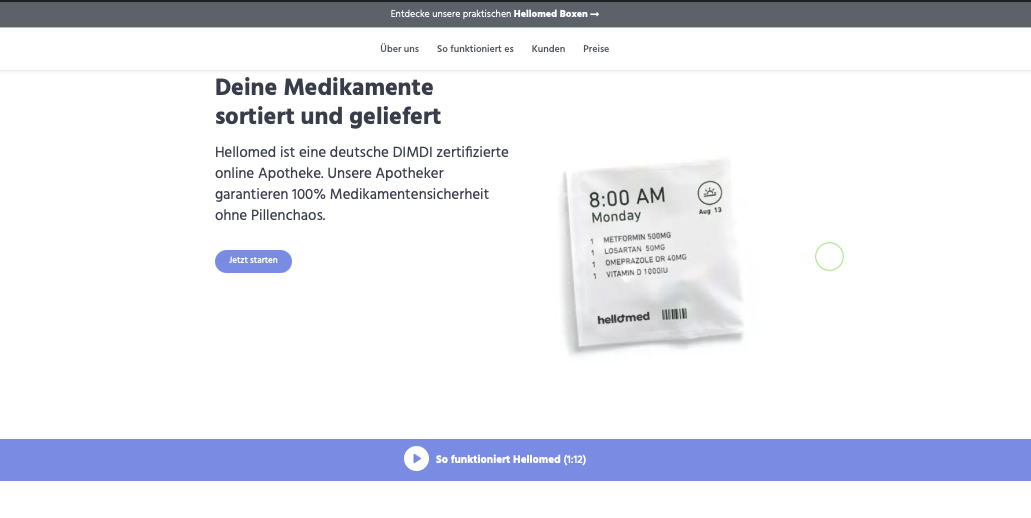 Entdecke unsere praktischen Hellomed Boxen →
Über uns So funktioniert es Kunden Preise
Deine Medikamente
sortiert und geliefert
Hellomed ist eine deutsche DIMDI zertifizierte
online Apotheke. Unsere Apotheker
garantieren 100% Medikamentensicherheit
ohne Pillenchaos.
Jetzt starten
8:00 AM
Monday
Aug 13
1 METFORMIN 500MG
1 LOSARTAN 50MG
1 OMEPRAZOLE DR 40MG
1 VITAMIN D 1000IU
hellomed
So funktioniert Hellomed (1:12)